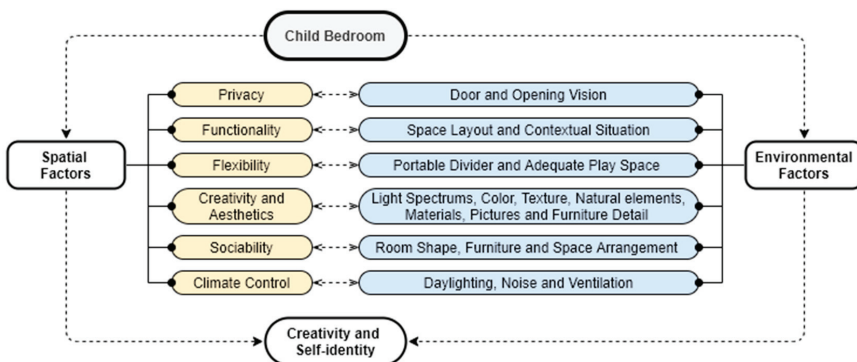 Child Bedroom
Privacy
Door and Opening Vision
Functionality
Space Layout and Contextual Situation
Spatial
Factors
Flexibility
Portable Divider and Adequate Play Space
Environmental
Factors
Creativity and
Aesthetics
Light Spectrums, Color, Texture, Natural elements,
Materials, Pictures and Furniture Detail
Sociability
Room Shape, Furniture and Space Arrangement
Climate Control
Daylighting, Noise and Ventilation
Creativity and
Self-identity